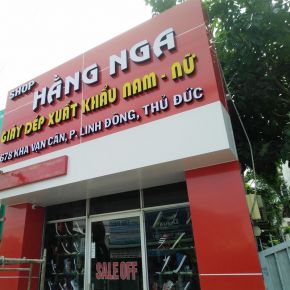 SHOP
HẰNG NGA
GIÀY DÉP XUẤT KHẨU NAM - NỮ
678 KHA VẠN CÂN, P. LINH ĐÔNG, THỦ ĐỨC
SALE OFF